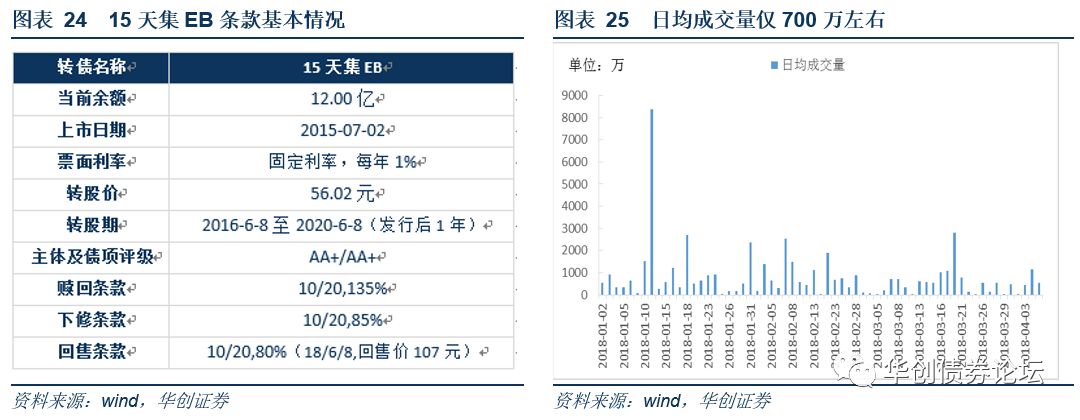 图表 24 15 天集 EB 条款基本情况
转债名称 15 天集 EB
当前余额 12.00 亿
上市日期 2015-07-02
票面利率 固定利率，每年 1%
转股价 56.02 元
转股期 2016-6-8 至 2020-6-8（发行后 1 年）
主体及债项评级 AA+/AA+
赎回条款 10/20,135%
下修条款 10/20,85%
回售条款 10/20,80%（18/6/8,回售价 107 元）
资料来源：wind，华创证券
图表 25 日均成交量仅 700 万左右
单位：万
日均成交量
9000
8000
7000
6000
5000
4000
3000
2000
1000
0
2018-01-02
2018-01-05
2018-01-10
2018-01-15
2018-01-18
2018-01-23
2018-01-26
2018-01-31
2018-02-05
2018-02-08
2018-02-13
2018-02-23
2018-02-28
2018-03-05
2018-03-08
2018-03-13
2018-03-16
2018-03-21
2018-03-26
2018-03-29
2018-04-03
华创债券论坛
资料来源：wind，华创证券